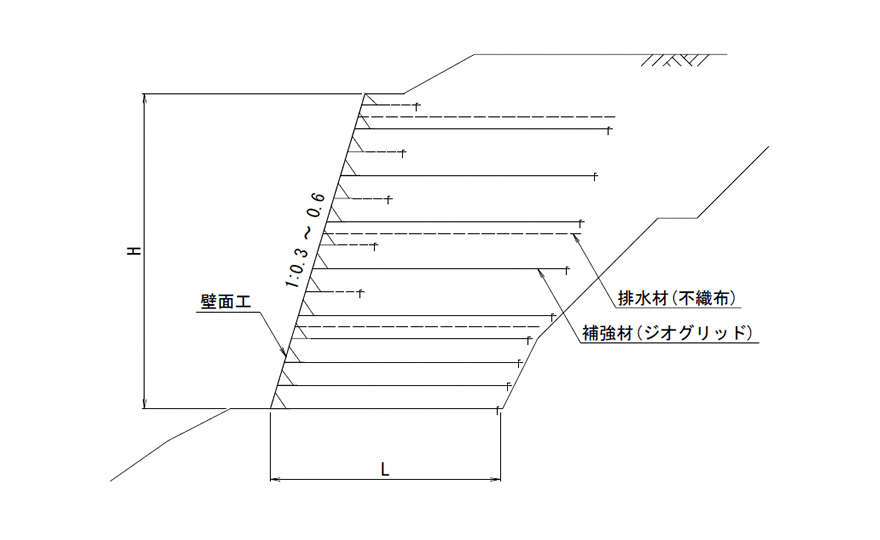 H
1:0.3 ~ 0.6
壁面工
排水材(不織布)
補強材(ジオグリッド)
L